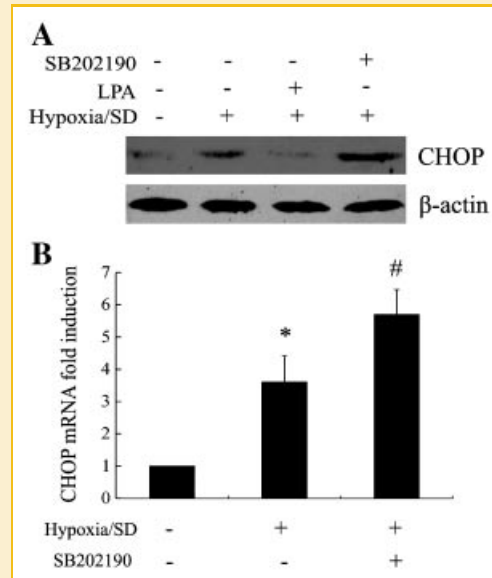 A
SB202190 - - - +
LPA - - + -
Hypoxia/SD - + + +
CHOP
β-actin
B
CHOP mRNA fold induction
7
6
5
4
3
2
1
0
*
#
Hypoxia/SD - + +
SB202190 - - +